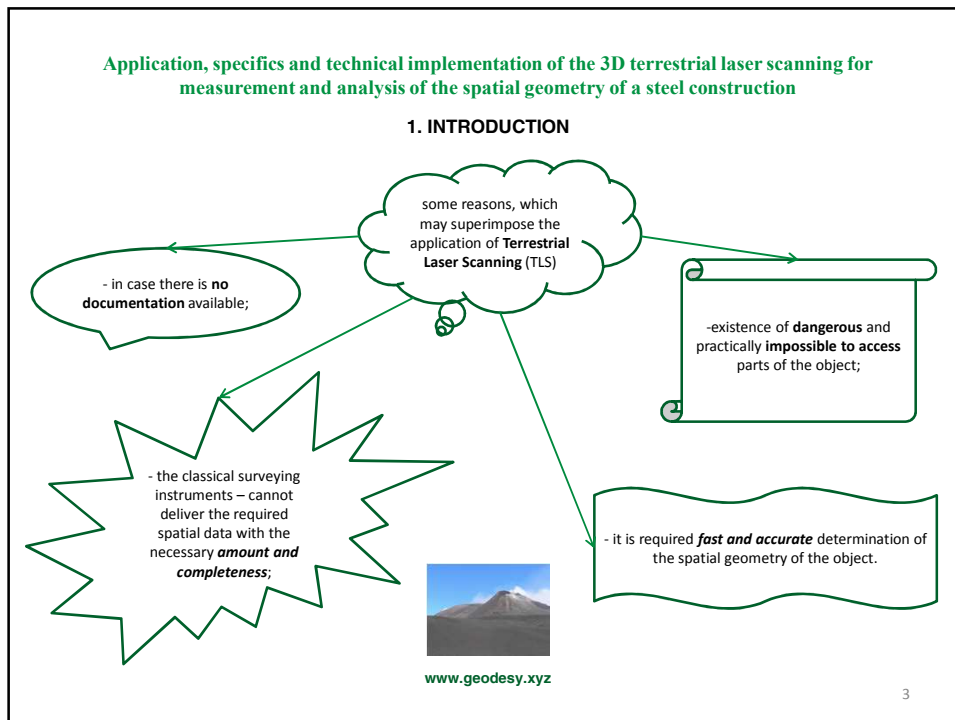 Application, specifics and technical implementation of the 3D terrestrial laser scanning for
measurement and analysis of the spatial geometry of a steel construction
1. INTRODUCTION
some reasons, which
may superimpose the
application of Terrestrial
Laser Scanning (TLS)
- in case there is no
documentation available;
-existence of dangerous and
practically impossible to access
parts of the object;
- the classical surveying
instruments – cannot
deliver the required
spatial data with the
necessary amount and
completeness;
- it is required fast and accurate determination of
the spatial geometry of the object.
www.geodesy.xyz
3